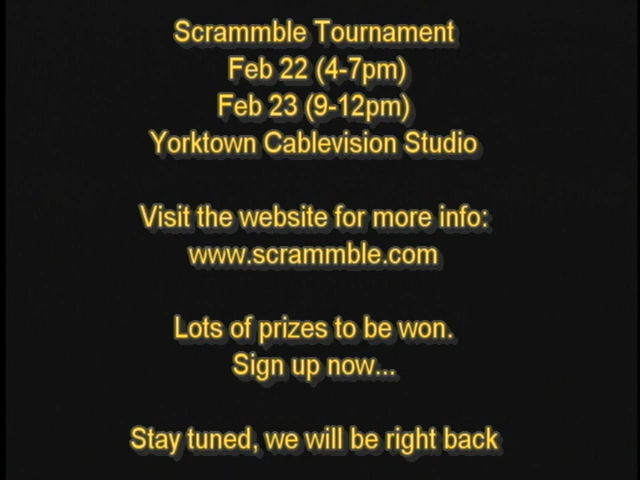 Scrammble Tournament
Feb 22 (4-7pm)
Feb 23 (9-12pm)
Yorktown Cablevision Studio
Visit the website for more info:
www.scrammble.com
Lots of prizes to be won.
Sign up now...
Stay tuned, we will be right back